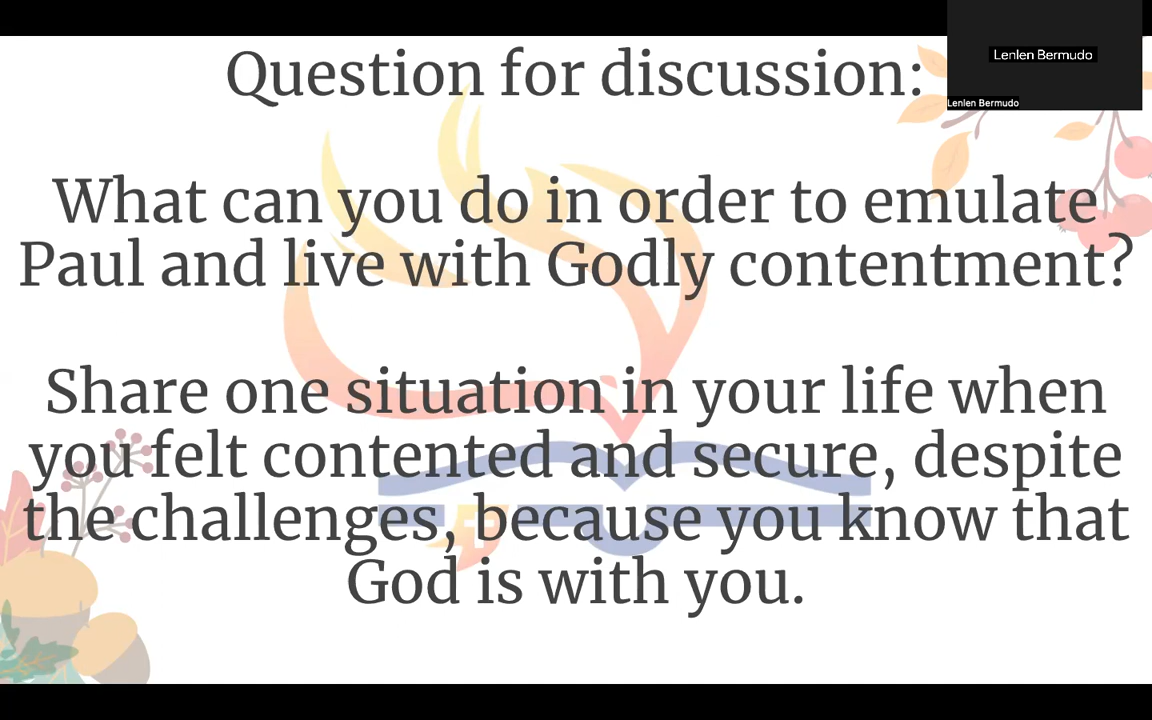 Question for discussion:
Lenlen Bermudo
Lenlen Bermudo
What can you do in order to emulate
Paul and live with Godly contentment?
Share one situation in your life when
you felt contented and secure, despite
the challenges, because you know that
God is with you.